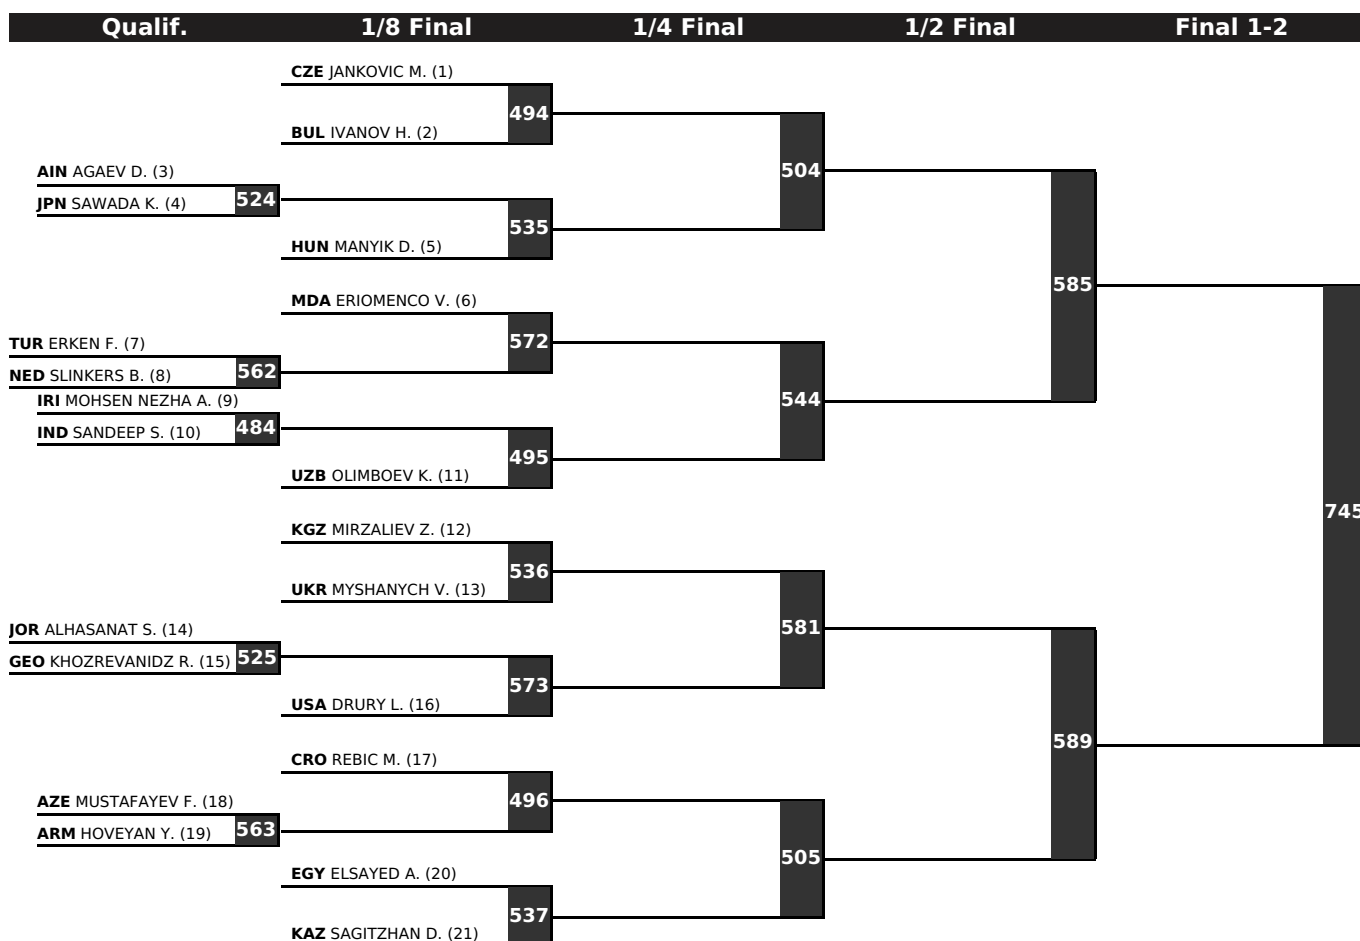 Qualif. 1/8 Final 1/4 Final 1/2 Final Final 1-2
CZE JANKOVIC M. (1)
494
BUL IVANOV H. (2)
AIN AGAEV D. (3)
504
524
JPN SAWADA K. (4)
535
HUN MANYIK D. (5)
585
MDA ERIOMENCO V. (6)
572
TUR ERKEN F. (7)
562
NED SLINKERS B. (8)
544
IRI MOHSEN NEZHA A. (9)
484
IND SANDEEP S. (10)
495
UZB OLIMBOEV K. (11)
745
KGZ MIRZALIEV Z. (12)
536
UKR MYSHANYCH V. (13)
581
JOR ALHASANAT S. (14)
525
GEO KHOZREVANIDZ R. (15)
573
USA DRURY L. (16)
589
CRO REBIC M. (17)
496
AZE MUSTAFAYEV F. (18)
563
ARM HOVEYAN Y. (19)
505
EGY ELSAYED A. (20)
537
KAZ SAGITZHAN D. (21)